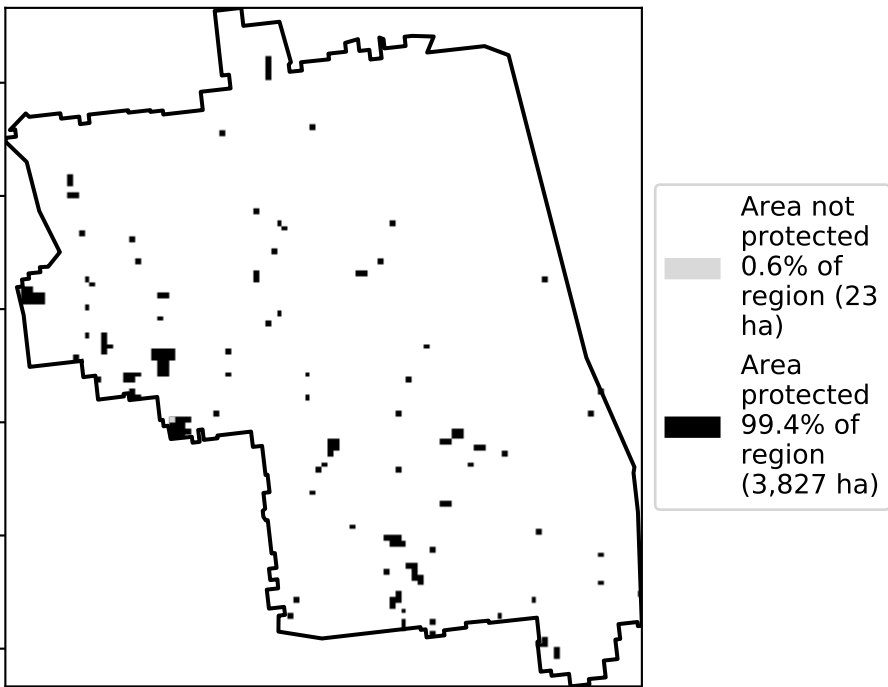 Area not
protected
0.6% of
region (23
ha)
Area
protected
99.4% of
region
(3,827 ha)